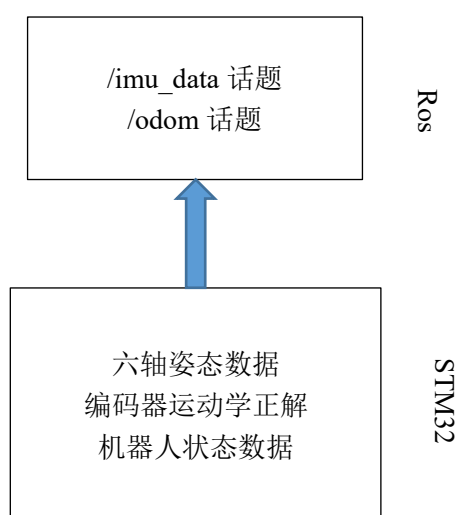 /imu_data 话题
/odom 话题
Ros
六轴姿态数据
编码器运动学正解
机器人状态数据
STM32